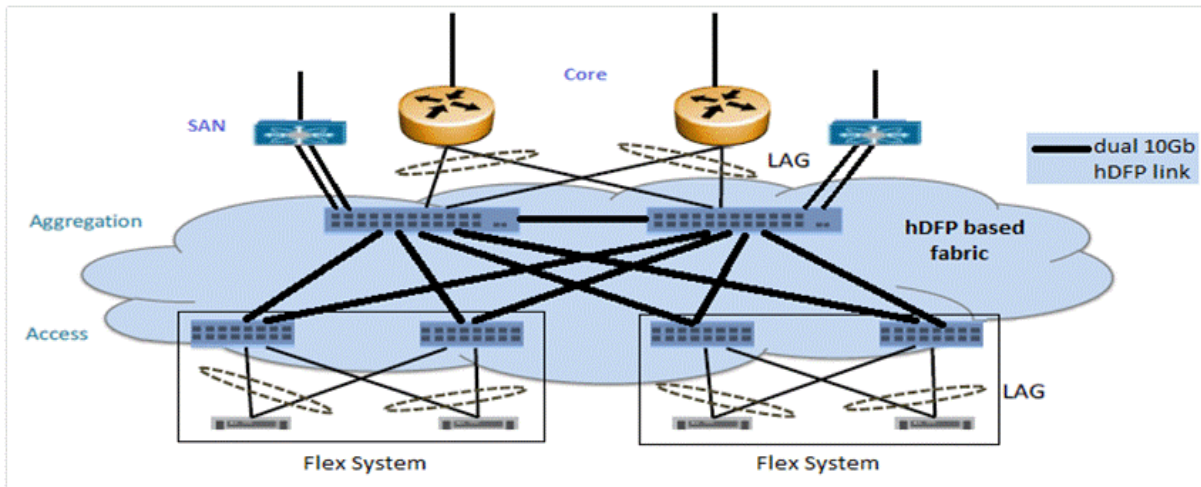 Core
SAN
LAG
dual 10Gb
hDFP link
Aggregation
hDFP based
fabric
Access
LAG
Flex System
Flex System